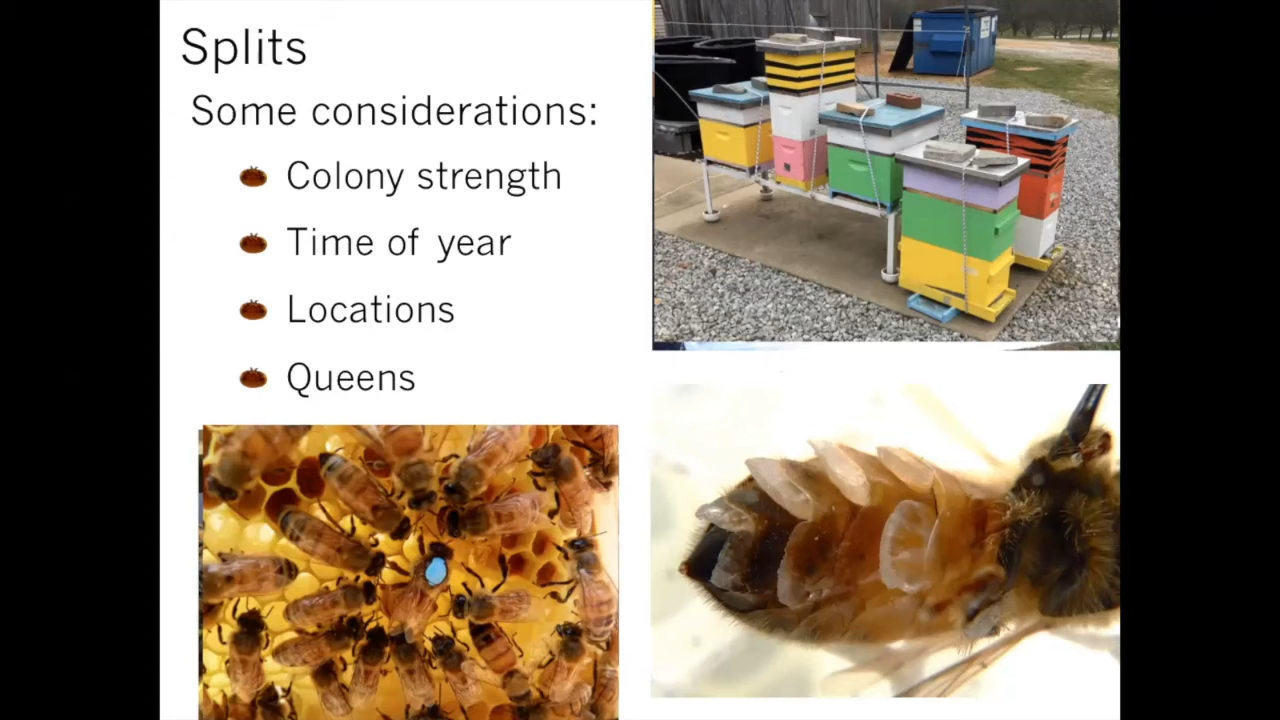 Splits
Some considerations:
Colony strength
Time of year
Locations
Queens